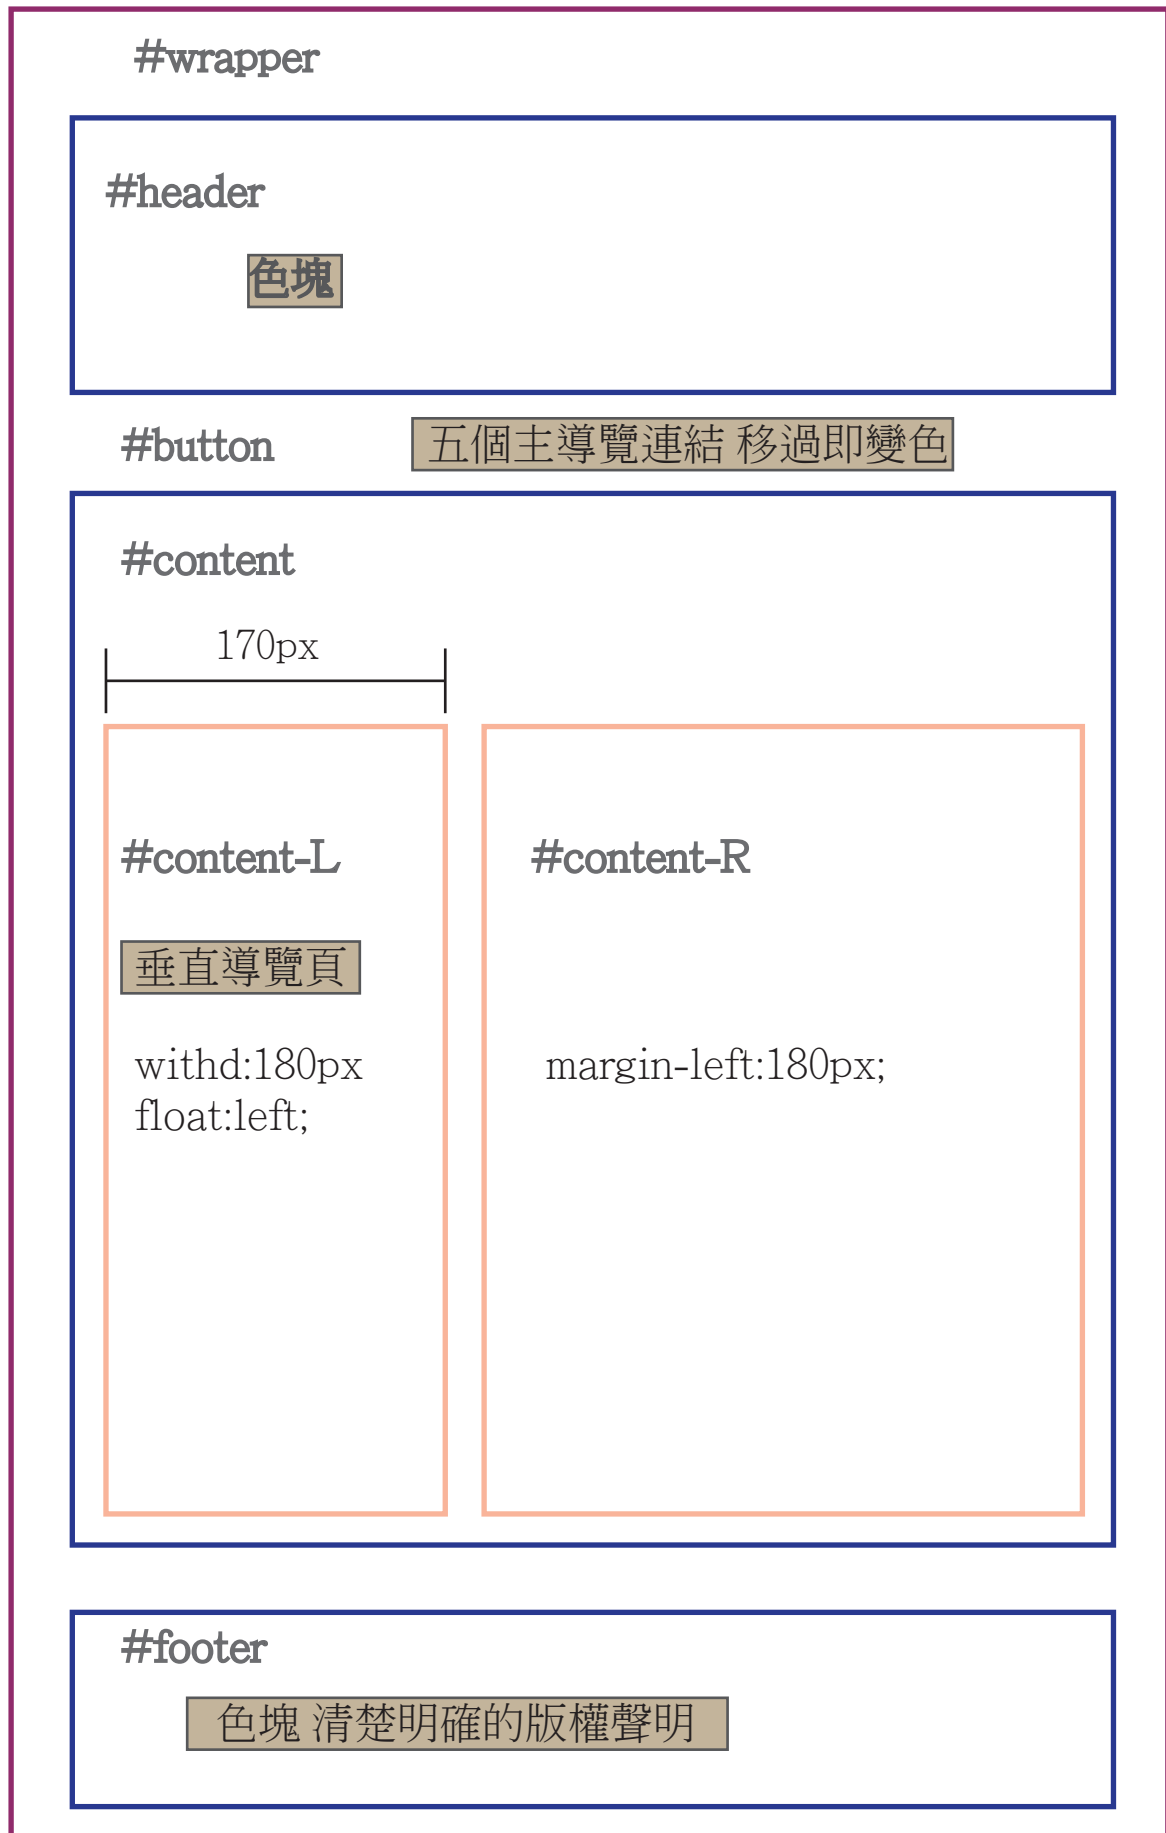 #wrapper
#header
色塊
#button
五個主導覽連結 移過即變色
#content
170px
#content-L
#content-R
垂直導覽頁
withd:180px
float:left;
margin-left:180px;
#footer
色塊 清楚明確的版權聲明